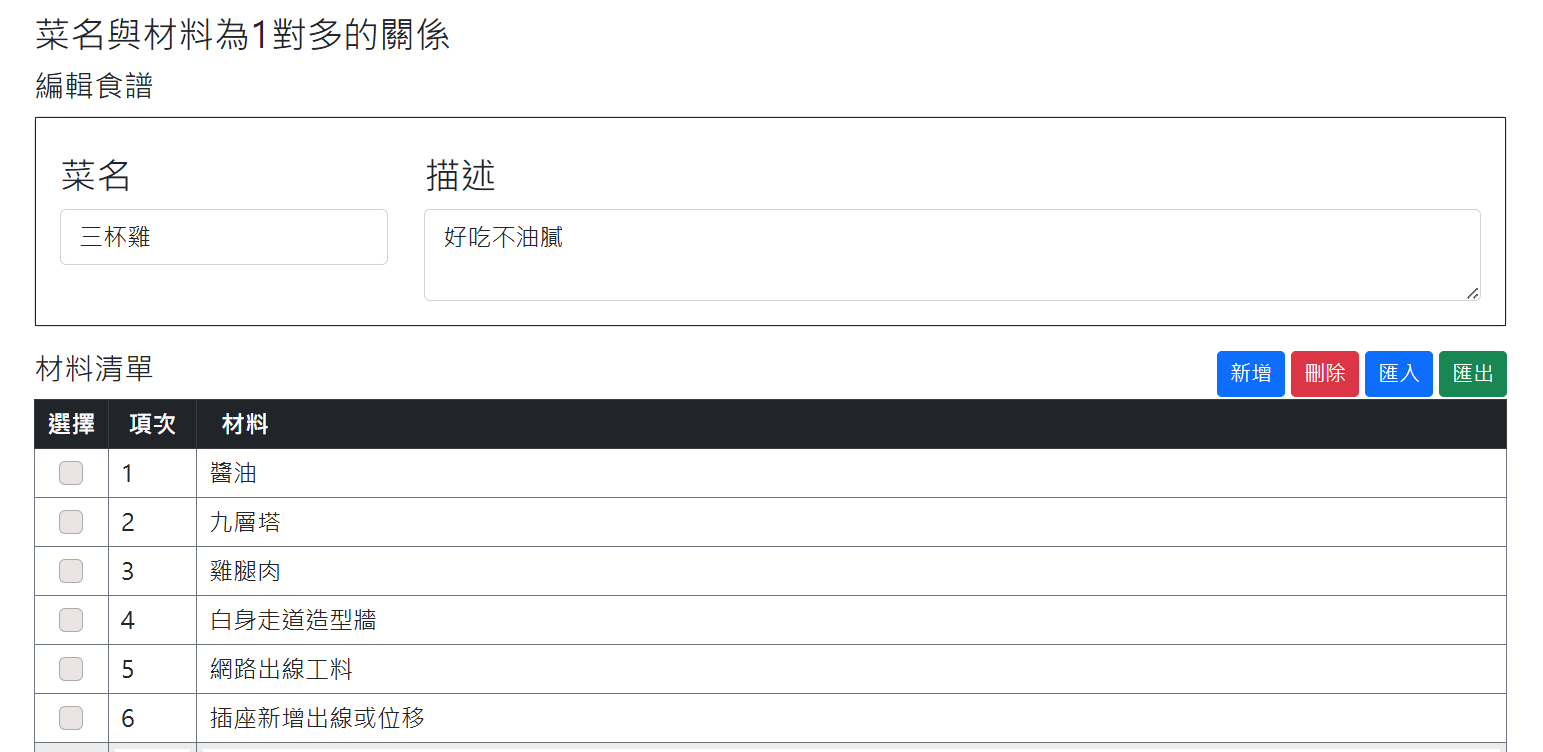 菜名與材料為1對多的關係
編輯食譜
菜名 描述
三杯雞 好吃不油膩
材料清單 新增 刪除 匯入 匯出
選擇 項次 材料
1 醬油
2 九層塔
3 雞腿肉
4 白身走道造型牆
5 網路出線工料
6 插座新增出線或位移